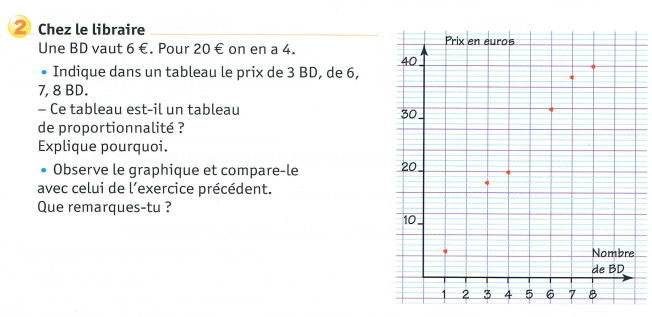 2 Chez le libraire
Une BD vaut 6 €. Pour 20 € on en a 4.
• Indique dans un tableau le prix de 3 BD, de 6,
7, 8 BD.
– Ce tableau est-il un tableau
de proportionnalité ?
Explique pourquoi.
• Observe le graphique et compare-le
avec celui de l'exercice précédent.
Que remarques-tu ?
Prix en euros
40
30
20
10
Nombre
de BD
1 2 3 4 5 6 7 8